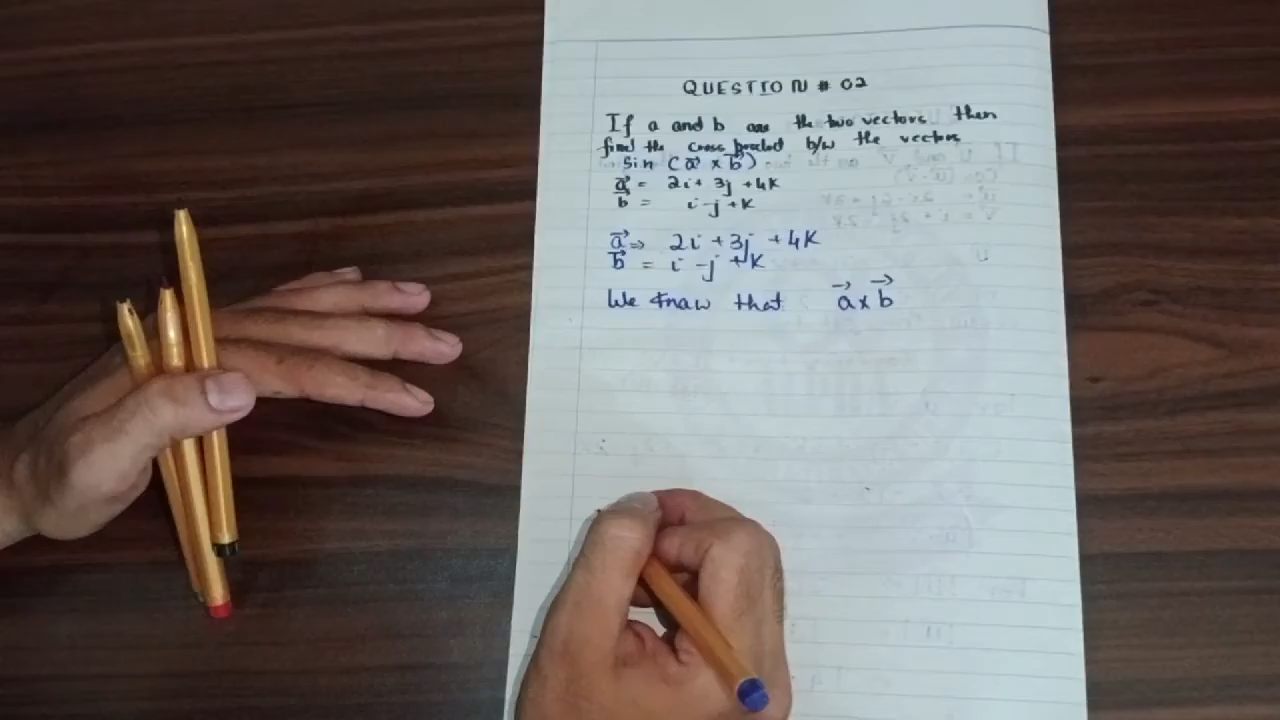 QUESTION # 02
If a and b are the two vectors then
find the cross product b/w the vectors
Sin (a⃗ x b⃗)
a⃗ = 2i+ 3j +4K
b⃗ = i-j+K
a⃗ ⇒ 2i + 3j + 4K
b⃗ = i -j +K
We know that a⃗ x b⃗